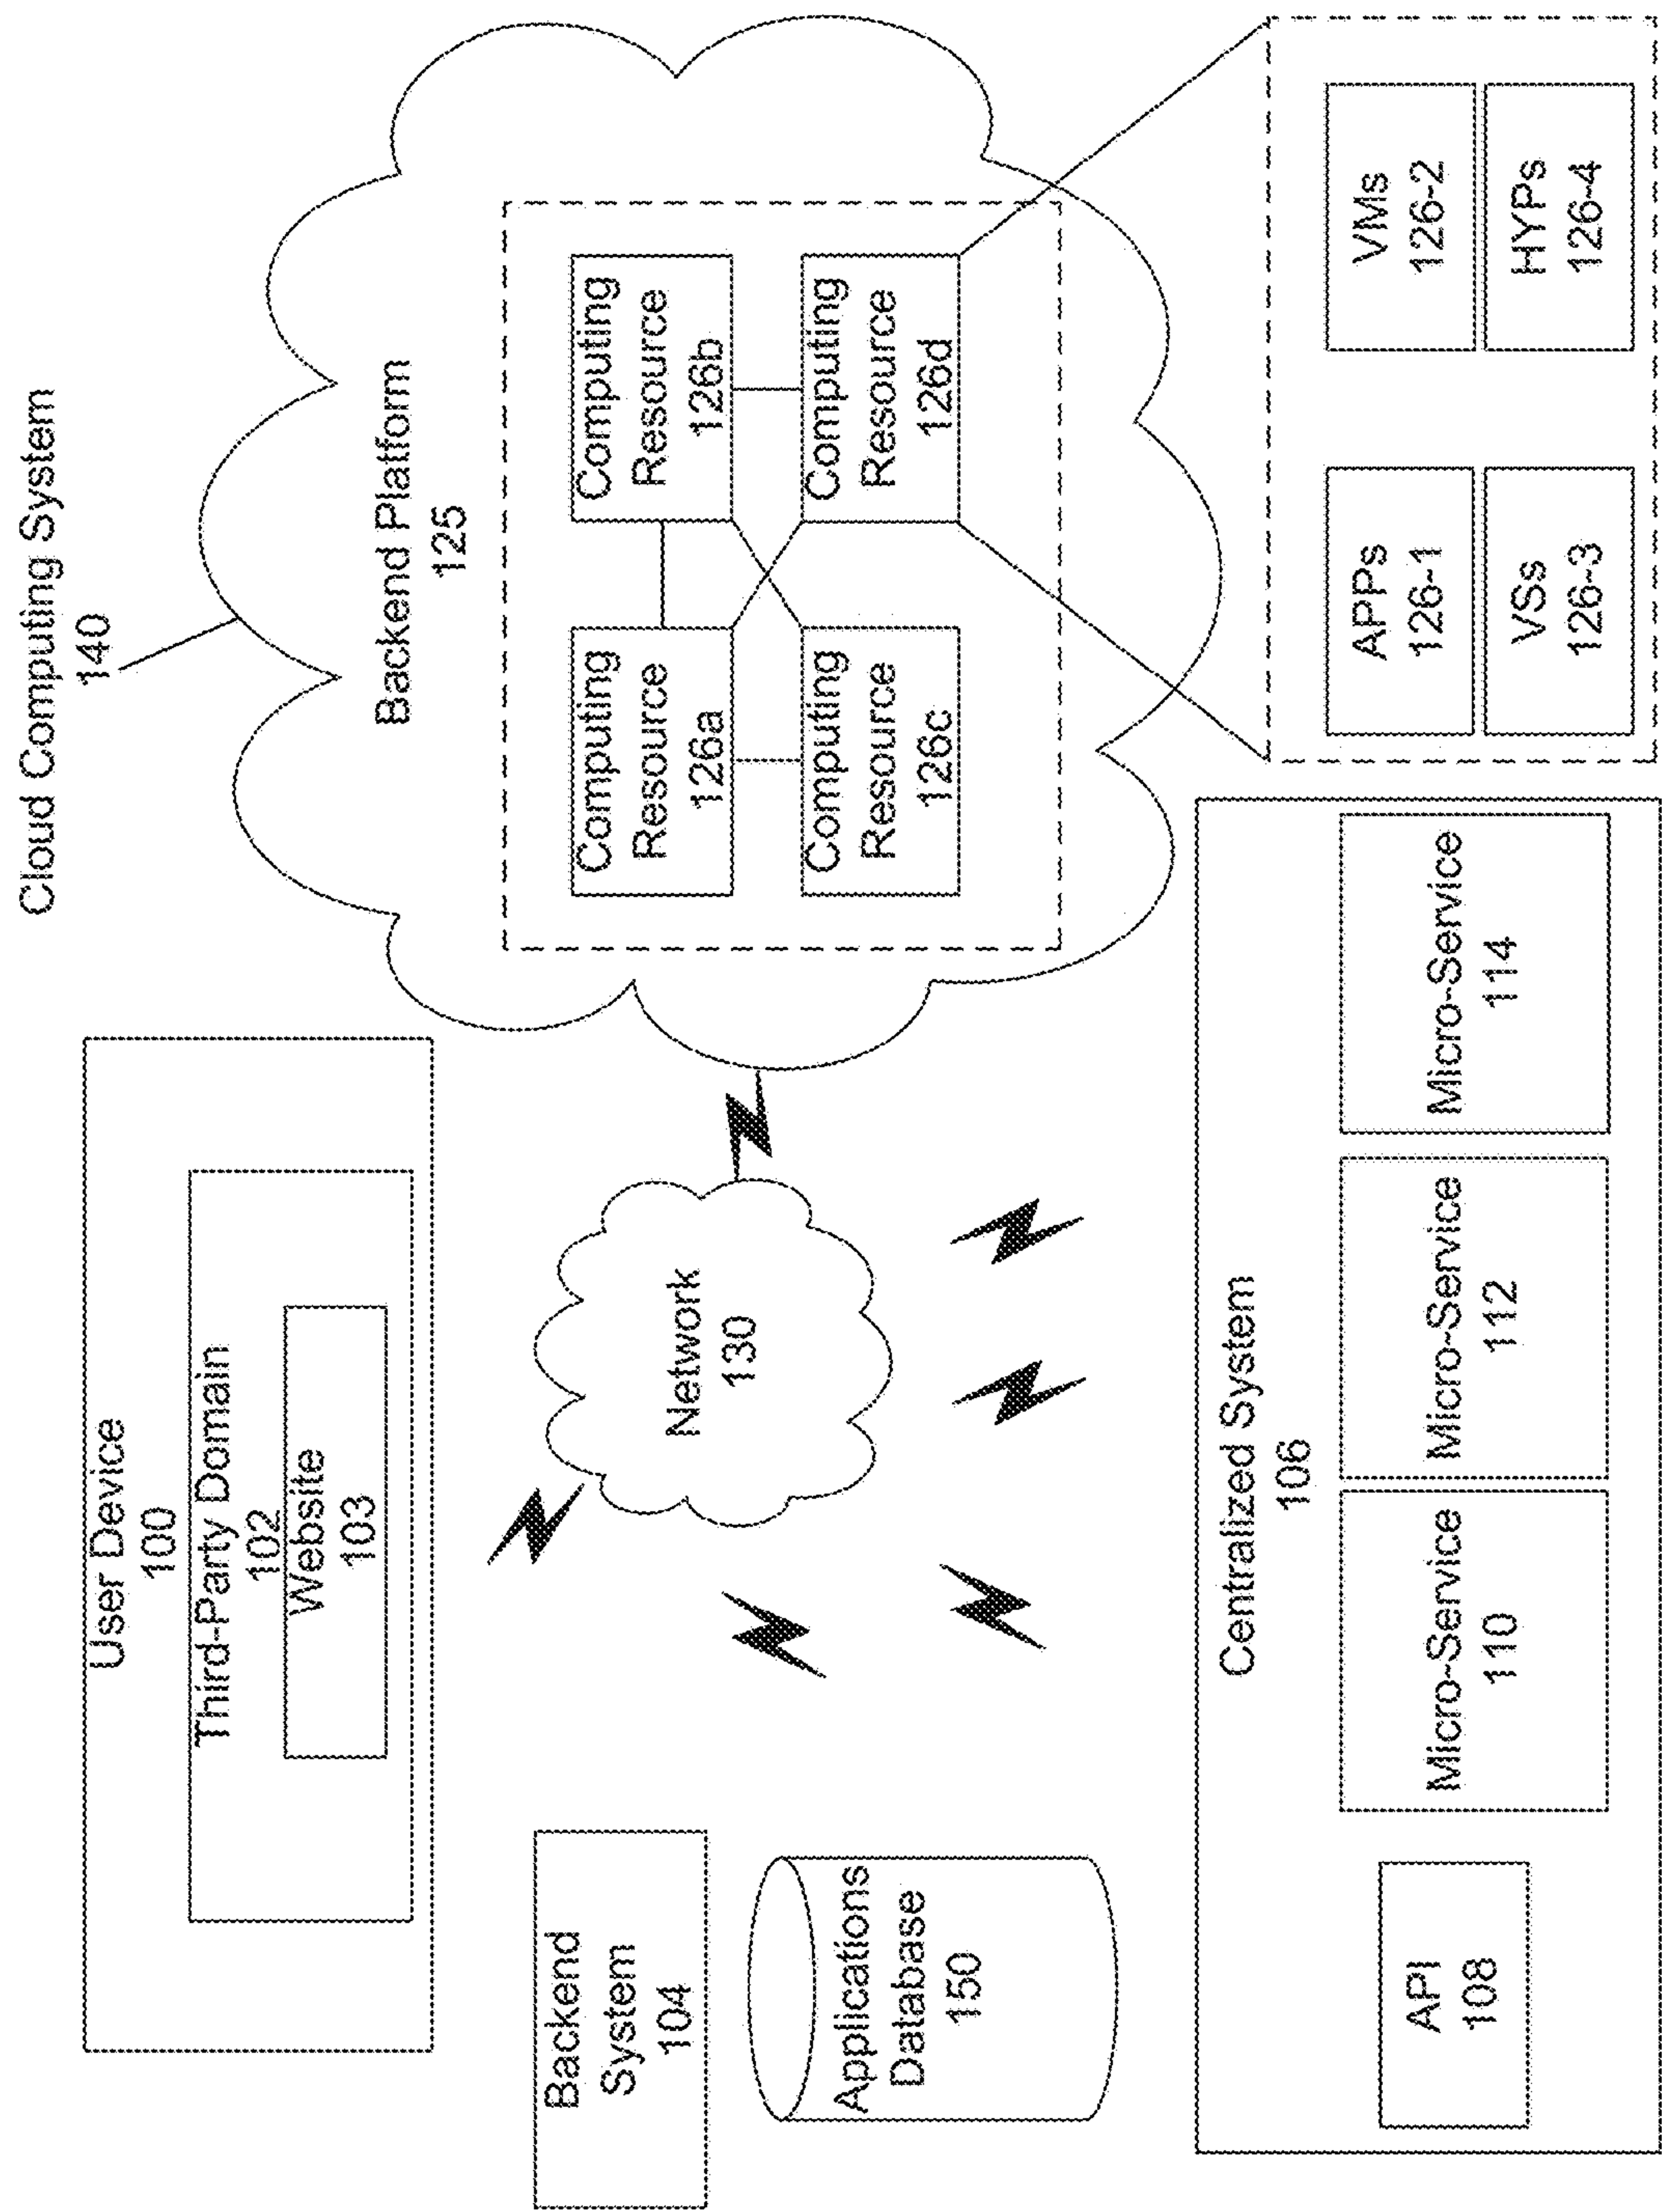 User Device
100
Third-Party Domain
102
Website
103
Cloud Computing System
140
Backend Platform
125
Computing
Resource
126a
Computing
Resource
126b
Computing
Resource
126c
Computing
Resource
126d
Backend
System
104
Network
130
Applications
Database
150
Centralized System
106
API
108
Micro-Service
110
Micro-Service
112
Micro-Service
114
APPs
126-1
VMs
126-2
VSs
126-3
HYPs
126-4